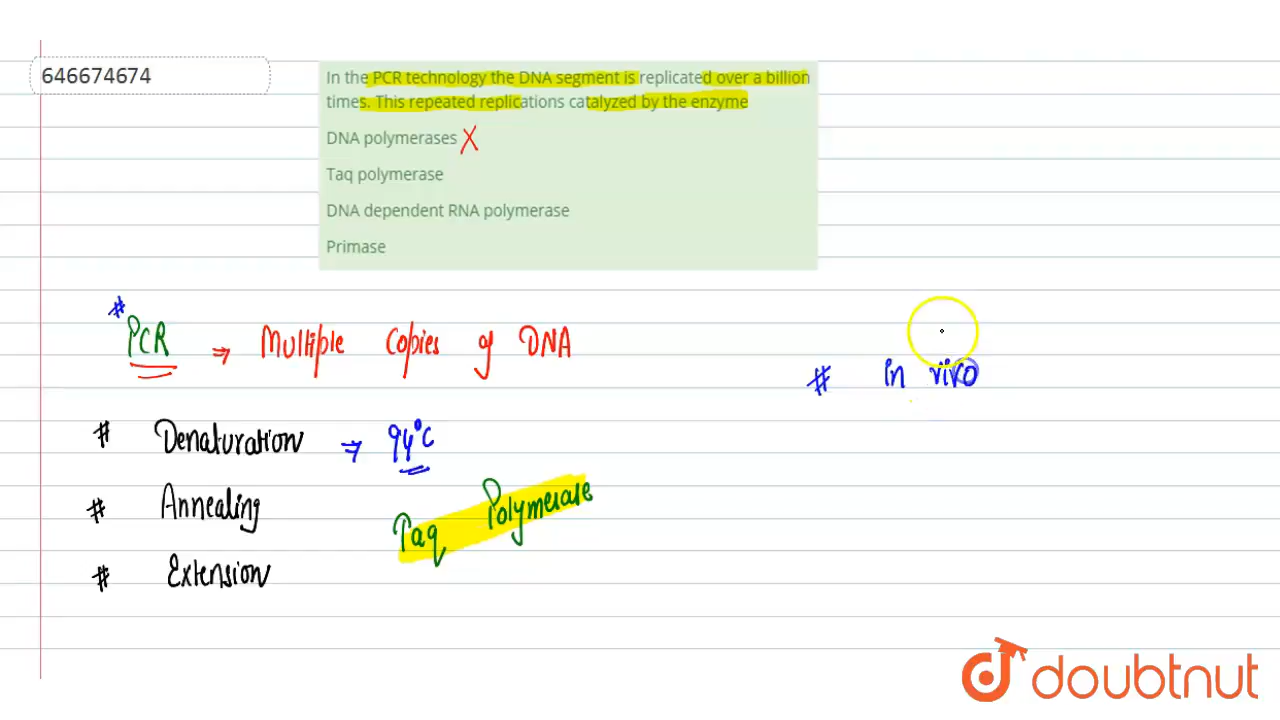 646674674
In the PCR technology the DNA segment is replicated over a billion
times. This repeated replications catalyzed by the enzyme
DNA polymerases X
Taq polymerase
DNA dependent RNA polymerase
Primase
# PCR ⇒ Multiple Copies of DNA
# In vivo
# Denaturation ⇒ 94°C
# Annealing
Taq Polymerase
# Extension
doubtnut